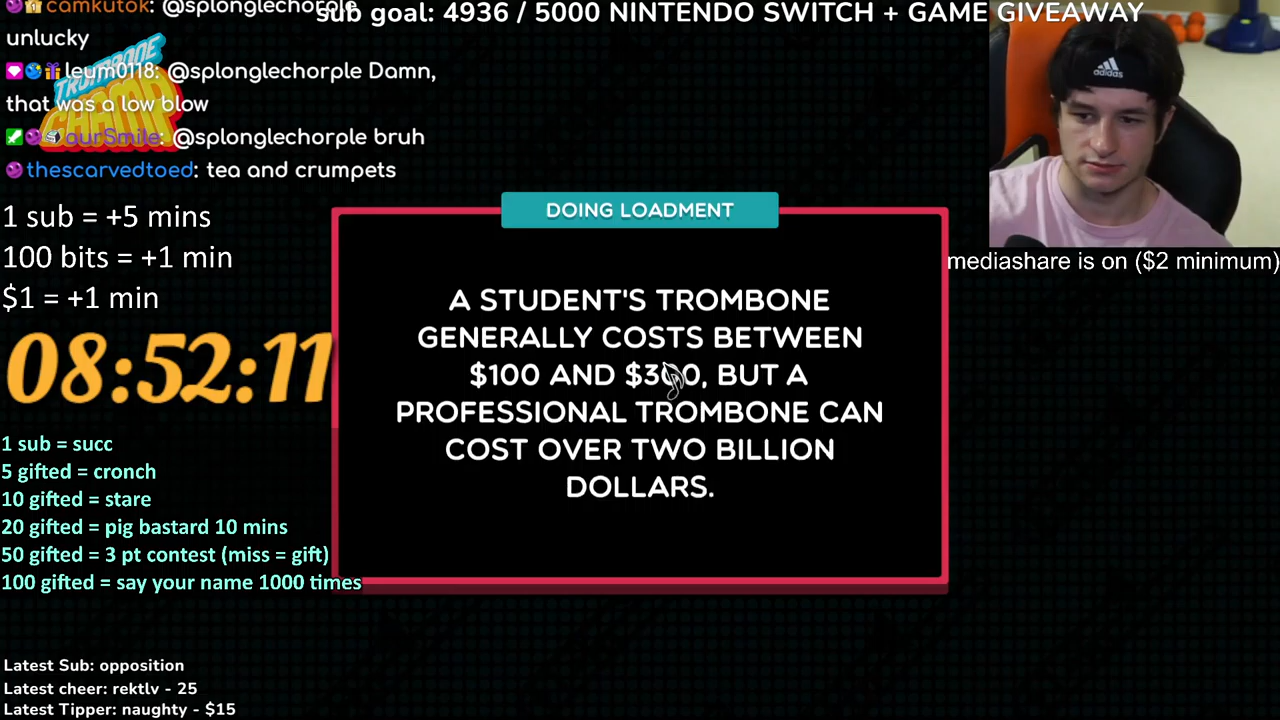 camkutok: @splonglechorple
sub goal: 4936 / 5000 NINTENDO SWITCH + GAME GIVEAWAY
unlucky
leum0118: @splonglechorple Damn,
that was a low blow
TROMBONE
CHAMP
aurSmile: @splonglechorple bruh
thescarvedtoed: tea and crumpets
adidas
1 sub = +5 mins
100 bits = +1 min
$1 = +1 min
08:52:11
mediashare is on ($2 minimum)
DOING LOADMENT
A STUDENT'S TROMBONE
GENERALLY COSTS BETWEEN
$100 AND $300, BUT A
PROFESSIONAL TROMBONE CAN
COST OVER TWO BILLION
DOLLARS.
1 sub = succ
5 gifted = cronch
10 gifted = stare
20 gifted = pig bastard 10 mins
50 gifted = 3 pt contest (miss = gift)
100 gifted = say your name 1000 times
Latest Sub: opposition
Latest cheer: rektlv - 25
Latest Tipper: naughty - $15